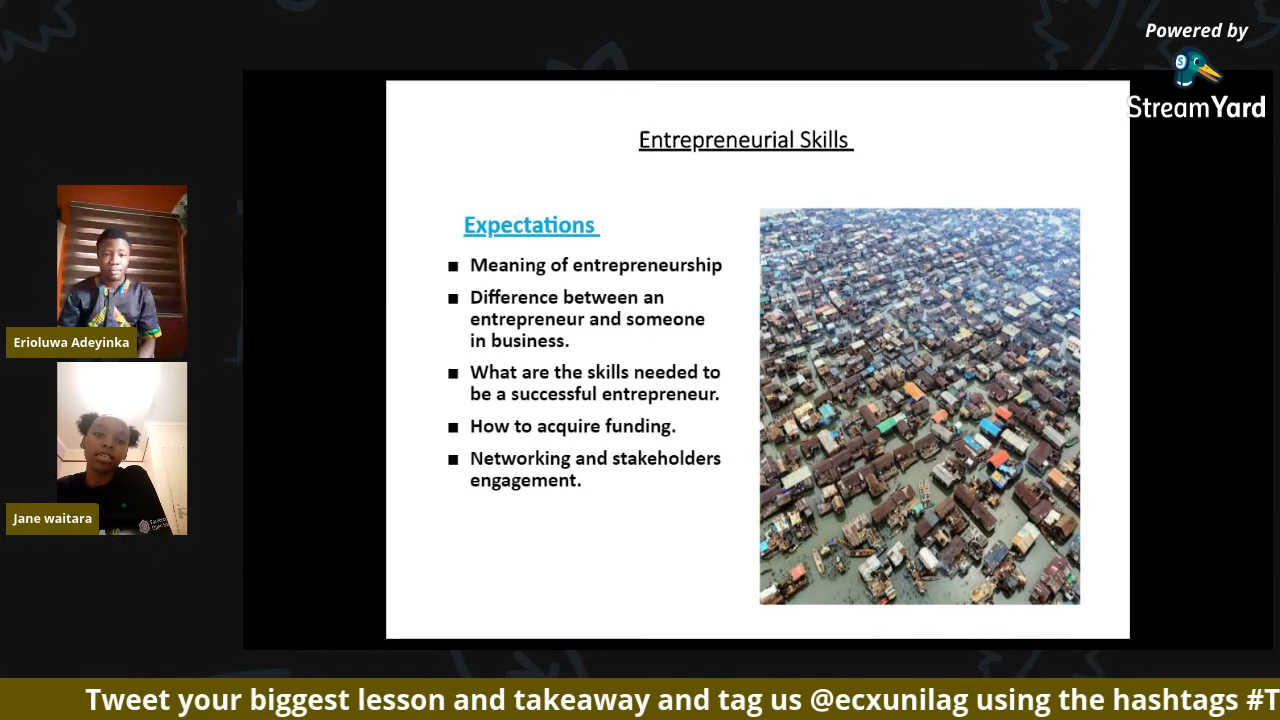 Powered by
StreamYard
Entrepreneurial Skills
Expectations
■ Meaning of entrepreneurship
■ Difference between an
entrepreneur and someone
in business.
■ What are the skills needed to
be a successful entrepreneur.
■ How to acquire funding.
■ Networking and stakeholders
engagement.
Erioluwa Adeyinka
Jane waitara
Tweet your biggest lesson and takeaway and tag us @ecxunilag using the hashtags #T